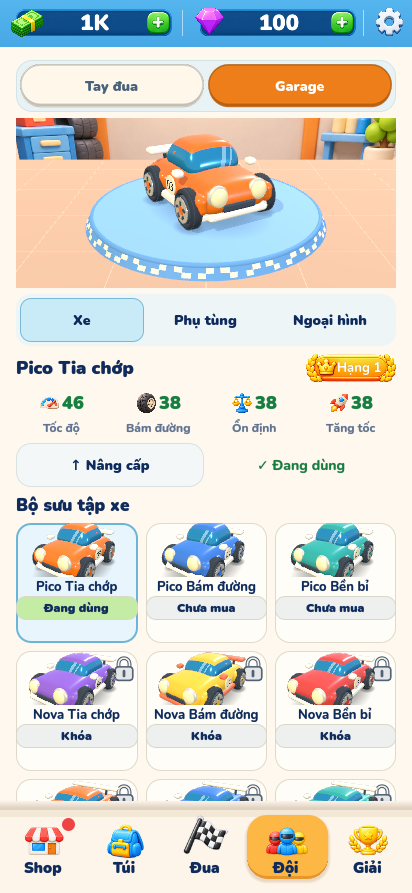 1K
100
Tay đua
Garage
Xe
Phụ tùng
Ngoại hình
Pico Tia chớp
Hạng 1
46
38
38
38
Tốc độ
Bám đường
Ổn định
Tăng tốc
↑ Nâng cấp
✓ Đang dùng
Bộ sưu tập xe
Pico Tia chớp
Pico Bám đường
Pico Bền bỉ
Đang dùng
Chưa mua
Chưa mua
Nova Tia chớp
Nova Bám đường
Nova Bền bỉ
Khóa
Khóa
Khóa
Shop
Túi
Đua
Đội
Giải